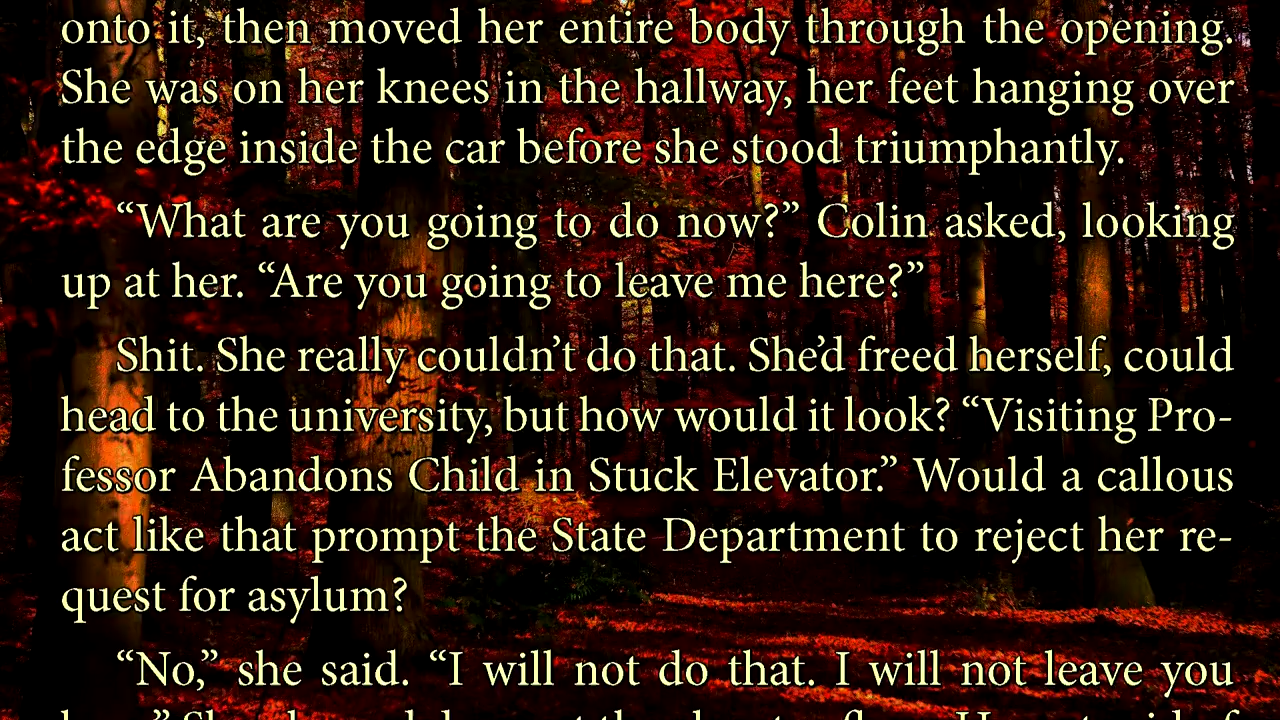 onto it, then moved her entire body through the opening.
She was on her knees in the hallway, her feet hanging over
the edge inside the car before she stood triumphantly.
“What are you going to do now?” Colin asked, looking
up at her. “Are you going to leave me here?”
Shit. She really couldn’t do that. She’d freed herself, could
head to the university, but how would it look? “Visiting Pro-
fessor Abandons Child in Stuck Elevator.” Would a callous
act like that prompt the State Department to reject her re-
quest for asylum?
“No,” she said. “I will not do that. I will not leave you